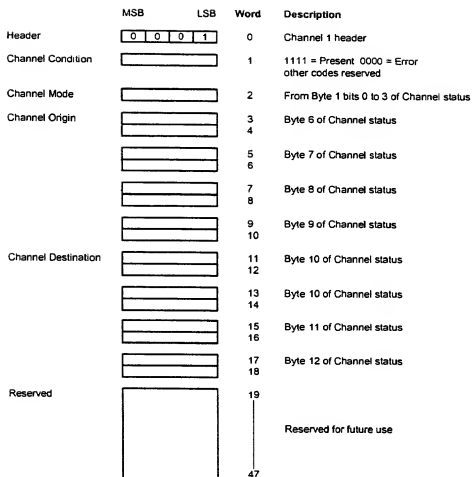 MSB LSB Word Description
Header 0 0 0 1 0 Channel 1 header
Channel Condition 1 1111 = Present 0000 = Error
other codes reserved
Channel Mode 2 From Byte 1 bits 0 to 3 of Channel status
Channel Origin 3 Byte 6 of Channel status
4
5 Byte 7 of Channel status
6
7 Byte 8 of Channel status
8
9 Byte 9 of Channel status
10
Channel Destination 11 Byte 10 of Channel status
12
13 Byte 10 of Channel status
14
15 Byte 11 of Channel status
16
17 Byte 12 of Channel status
18
Reserved 19
Reserved for future use
47